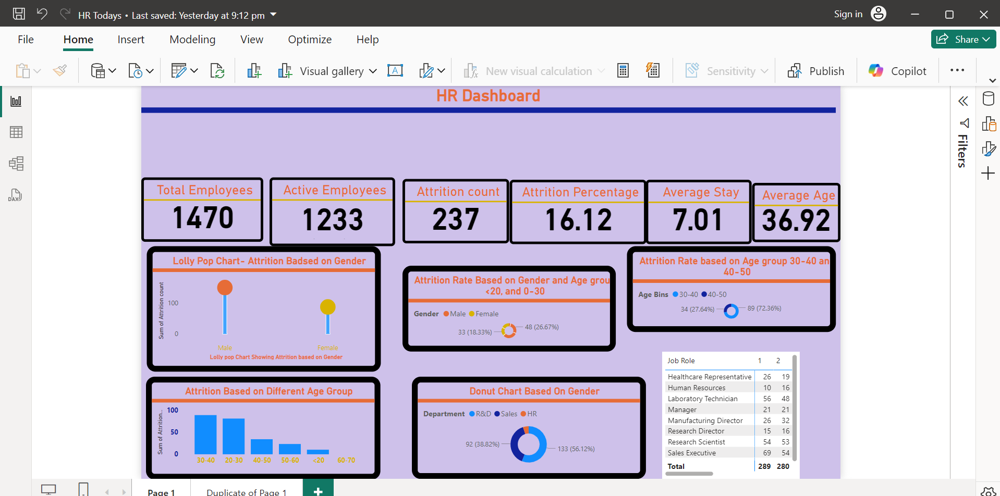 HR Todays • Last saved: Yesterday at 9:12 pm
Sign in
File Home Insert Modeling View Optimize Help
Share
Visual gallery
New visual calculation
Sensitivity
Publish
Copilot
HR Dashboard
Filters
DAX
Total Employees
1470
Active Employees
1233
Attrition count
237
Attrition Percentage
16.12
Average Stay
7.01
Average Age
36.92
Lolly Pop Chart- Attrition Badsed on Gender
Sum of Attrition count
100
0
Male
Female
Lolly pop Chart Showing Attrition based on Gender
Attrition Rate Based on Gender and Age grou
<20, and 0-30
Gender Male Female
33 (18.33%)
48 (26.67%)
Attrition Rate based on Age group 30-40 an
40-50
Age Bins 30-40 40-50
34 (27.64%)
89 (72.36%)
Attrition Based on Different Age Group
Sum of Attrition...
100
50
0
30-40 20-30 40-50 50-60 <20 60-70
Donut Chart Based On Gender
Department R&D Sales HR
92 (38.82%)
133 (56.12%)
Job Role 1 2
Healthcare Representative 26 19
Human Resources 10 16
Laboratory Technician 56 48
Manager 21 21
Manufacturing Director 26 32
Research Director 15 16
Research Scientist 54 53
Sales Executive 69 54
Total 289 280
Page 1
Duplicate of Page 1